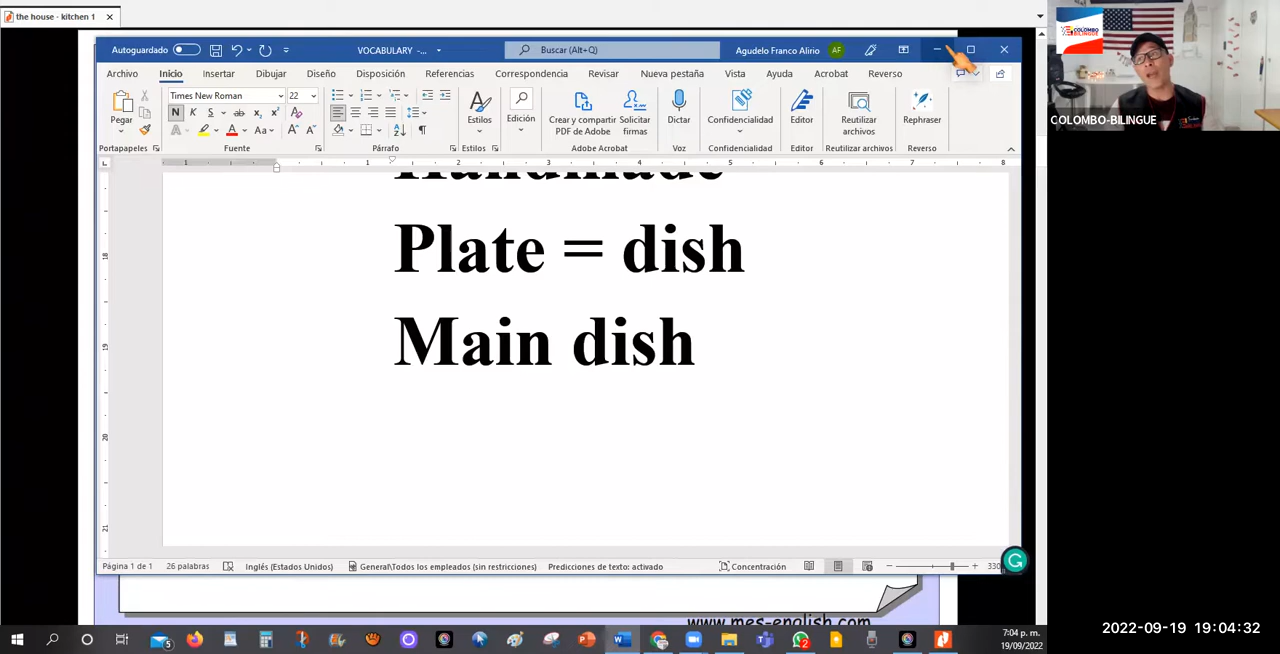 the house - kitchen 1
Autoguardado
VOCABULARY -...
Buscar (Alt+Q)
Agudelo Franco Alirio
AF
Archivo
Inicio
Insertar
Dibujar
Diseño
Disposición
Referencias
Correspondencia
Revisar
Nueva pestaña
Vista
Ayuda
Acrobat
Reverso
Pegar
Times New Roman
22
N K S
Estilos
Edición
Crear y compartir PDF de Adobe
Solicitar firmas
Dictar
Confidencialidad
Editor
Reutilizar archivos
Rephraser
Portapapeles
Fuente
Párrafo
Estilos
Adobe Acrobat
Voz
Confidencialidad
Editor
Reutilizar archivos
Reverso
Handmade
Plate = dish
Main dish
Página 1 de 1
26 palabras
Inglés (Estados Unidos)
General\Todos los empleados (sin restricciones)
Predicciones de texto: activado
Concentración
330
www.mes-english.com
7:04 p. m.
19/09/2022
COLOMBO BILINGUE
COLOMBO-BILINGUE
2022-09-19 19:04:32